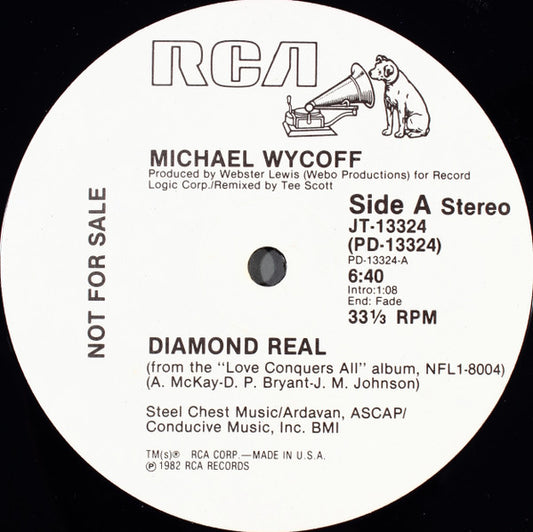 RCA
MICHAEL WYCOFF
Produced by Webster Lewis (Webo Productions) for Record
Logic Corp./Remixed by Tee Scott
NOT FOR SALE
Side A Stereo
JT-13324
(PD-13324)
PD-13324-A
6:40
Intro:1:08
End: Fade
33⅓ RPM
DIAMOND REAL
(from the "Love Conquers All" album, NFL1-8004)
(A. McKay-D. P. Bryant-J. M. Johnson)
Steel Chest Music/Ardavan, ASCAP/
Conducive Music, Inc. BMI
TM(s)® RCA CORP.—MADE IN U.S.A.
℗ 1982 RCA RECORDS